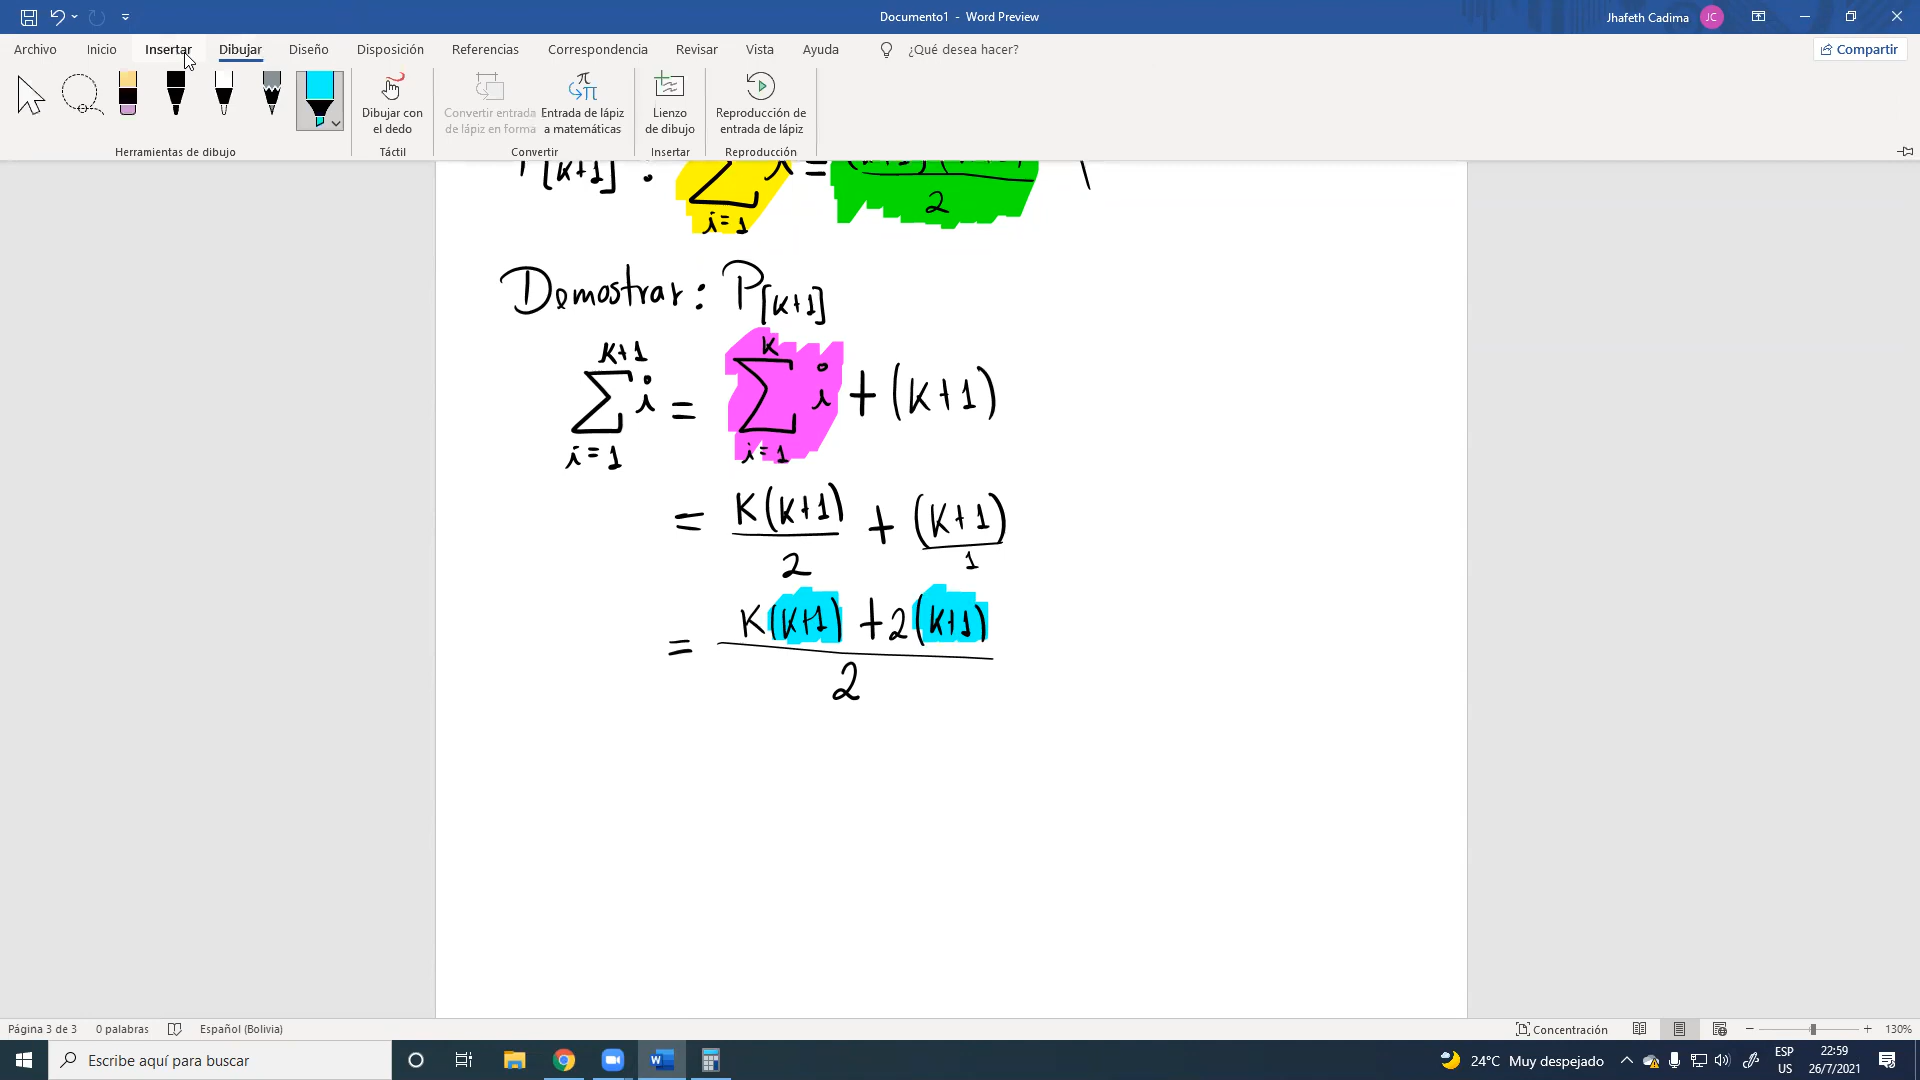 Documento1 - Word Preview
Jhafeth Cadima
JC
Archivo Inicio Insertar Dibujar Diseño Disposición Referencias Correspondencia Revisar Vista Ayuda ¿Qué desea hacer? Compartir
Dibujar con el dedo
Convertir entrada de lápiz en forma
Entrada de lápiz a matemáticas
Lienzo de dibujo
Reproducción de entrada de lápiz
Herramientas de dibujo Táctil Convertir Insertar Reproducción
[k+1] : ∑ i =
i=1 2
Demostrar: P[k+1]
k+1 k
∑ i = ∑ i + (k+1)
i=1 i=1
= k(k+1) + (k+1)
2 1
= k(k+1) + 2(k+1)
2
Página 3 de 3 0 palabras Español (Bolivia) Concentración 130%
Escribe aquí para buscar
24°C Muy despejado
ESP
US
22:59
26/7/2021